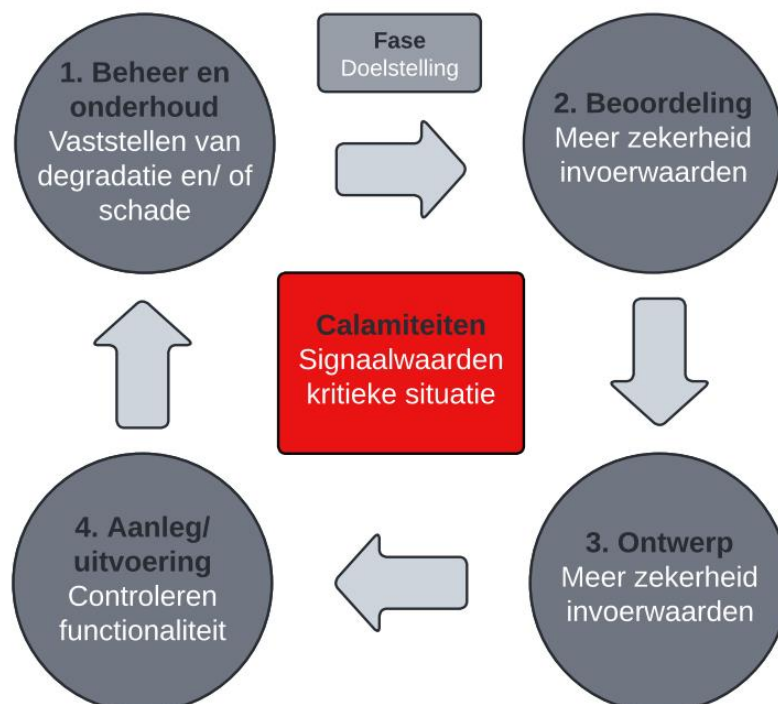 Fase
Doelstelling
1. Beheer en
onderhoud
Vaststellen van
degradatie en/ of
schade
2. Beoordeling
Meer zekerheid
invoerwaarden
Calamiteiten
Signaalwaarden
kritieke situatie
4. Aanleg/
uitvoering
Controleren
functionaliteit
3. Ontwerp
Meer zekerheid
invoerwaarden